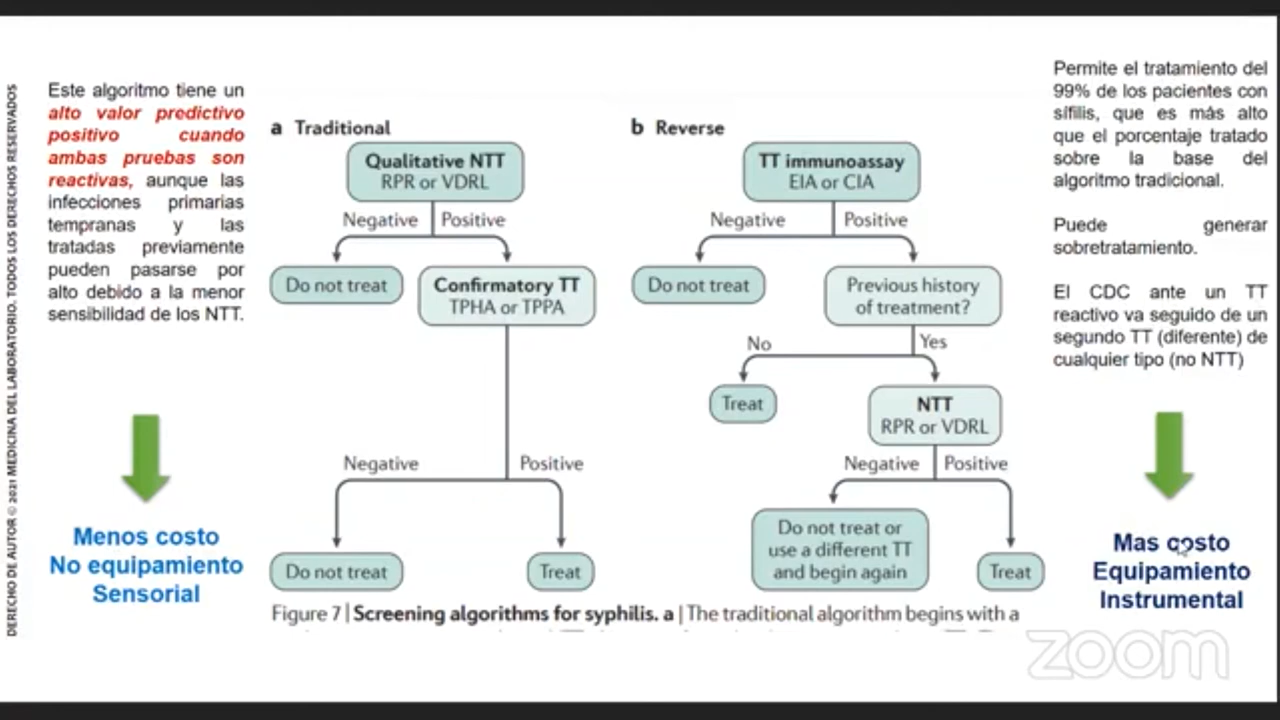 DERECHO DE AUTOR © 2021 MEDICINA DEL LABORATORIO. TODOS LOS DERECHOS RESERVADOS
Este algoritmo tiene un
alto valor predictivo
positivo cuando
ambas pruebas son
reactivas, aunque las
infecciones primarias
tempranas y las
tratadas previamente
pueden pasarse por
alto debido a la menor
sensibilidad de los NTT.
Menos costo
No equipamiento
Sensorial
a Traditional
Qualitative NTT
RPR or VDRL
Negative Positive
Do not treat
Confirmatory TT
TPHA or TPPA
Negative Positive
Do not treat
Treat
b Reverse
TT immunoassay
EIA or CIA
Negative Positive
Do not treat
Previous history
of treatment?
No Yes
Treat
NTT
RPR or VDRL
Negative Positive
Do not treat or
use a different TT
and begin again
Treat
Figure 7 | Screening algorithms for syphilis. a | The traditional algorithm begins with a
Permite el tratamiento del
99% de los pacientes con
sífilis, que es más alto
que el porcentaje tratado
sobre la base del
algoritmo tradicional.
Puede generar
sobretratamiento.
El CDC ante un TT
reactivo va seguido de un
segundo TT (diferente) de
cualquier tipo (no NTT)
Mas costo
Equipamiento
Instrumental
zoom